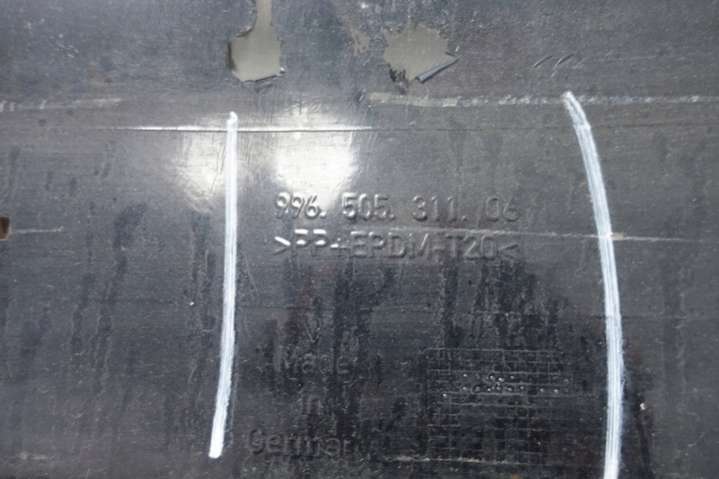 996. 505. 311. 06
>PP+EPDM-T20<
Made
in
Germany